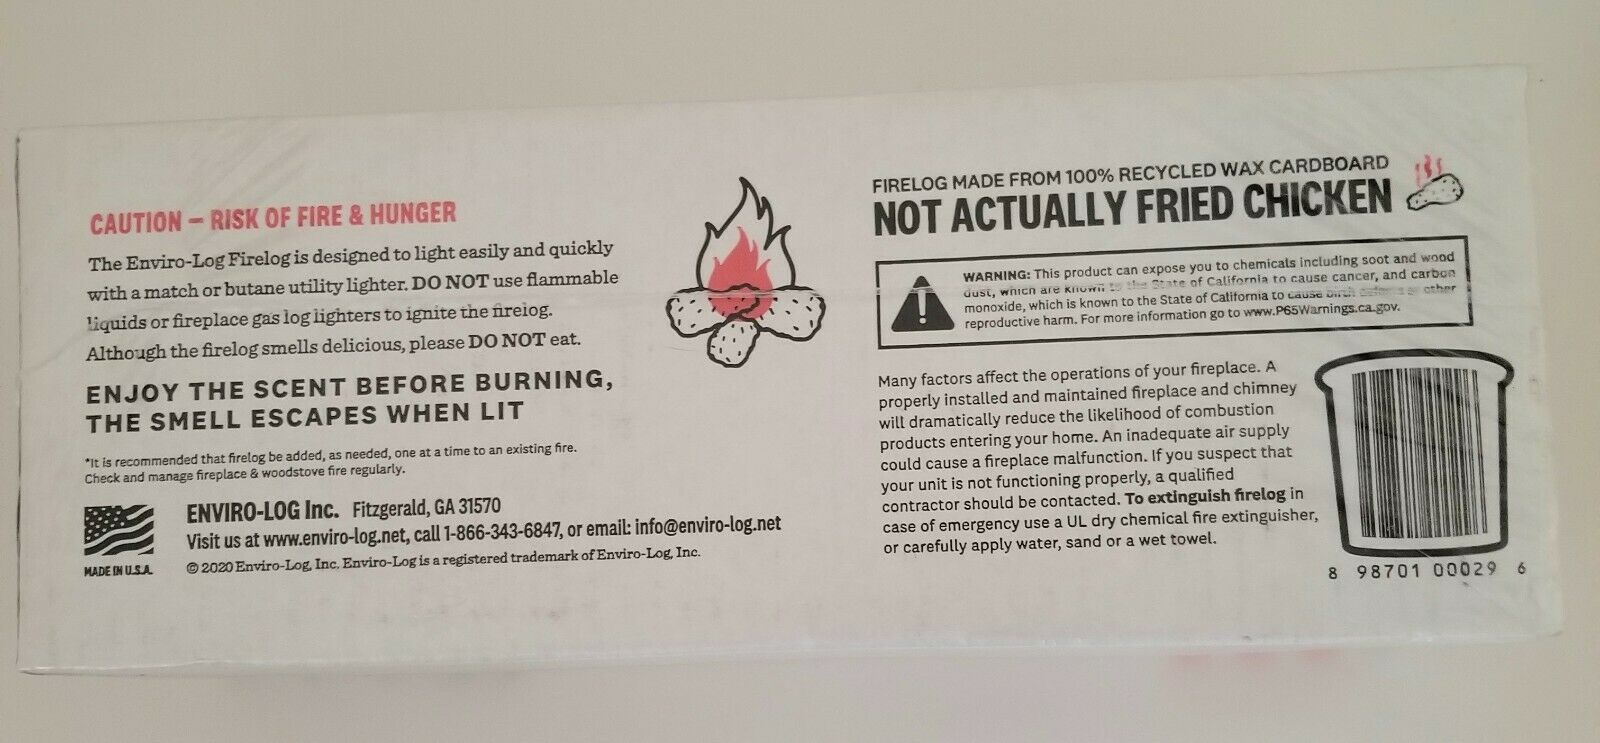 CAUTION – RISK OF FIRE & HUNGER
The Enviro-Log Firelog is designed to light easily and quickly
with a match or butane utility lighter. DO NOT use flammable
liquids or fireplace gas log lighters to ignite the firelog.
Although the firelog smells delicious, please DO NOT eat.
ENJOY THE SCENT BEFORE BURNING,
THE SMELL ESCAPES WHEN LIT
*It is recommended that firelog be added, as needed, one at a time to an existing fire.
Check and manage fireplace & woodstove fire regularly.
MADE IN U.S.A.
ENVIRO-LOG Inc. Fitzgerald, GA 31570
Visit us at www.enviro-log.net, call 1-866-343-6847, or email: info@enviro-log.net
© 2020 Enviro-Log, Inc. Enviro-Log is a registered trademark of Enviro-Log, Inc.
FIRELOG MADE FROM 100% RECYCLED WAX CARDBOARD
NOT ACTUALLY FRIED CHICKEN
WARNING: This product can expose you to chemicals including soot and wood
dust, which are known to the State of California to cause cancer, and carbon
monoxide, which is known to the State of California to cause birth defects or other
reproductive harm. For more information go to www.P65Warnings.ca.gov.
Many factors affect the operations of your fireplace. A
properly installed and maintained fireplace and chimney
will dramatically reduce the likelihood of combustion
products entering your home. An inadequate air supply
could cause a fireplace malfunction. If you suspect that
your unit is not functioning properly, a qualified
contractor should be contacted. To extinguish firelog in
case of emergency use a UL dry chemical fire extinguisher,
or carefully apply water, sand or a wet towel.
8 98701 00029 6